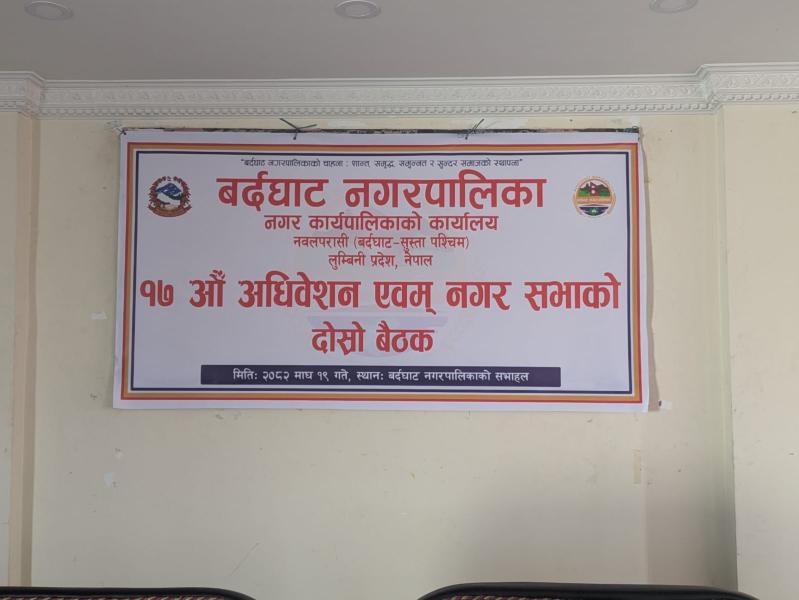 "बर्दघाट नगरपालिकाको चाहना : शान्त, समृद्ध, समुन्नत र सुन्दर समाजको स्थापना"
बर्दघाट नगरपालिका
नगर कार्यपालिकाको कार्यालय
नवलपरासी (बर्दघाट-सुस्ता पश्चिम)
लुम्बिनी प्रदेश, नेपाल
१७ औं अधिवेशन एवम् नगर सभाको
दोस्रो बैठक
मिति: २०८२ माघ १९ गते, स्थान: बर्दघाट नगरपालिकाको सभाहल